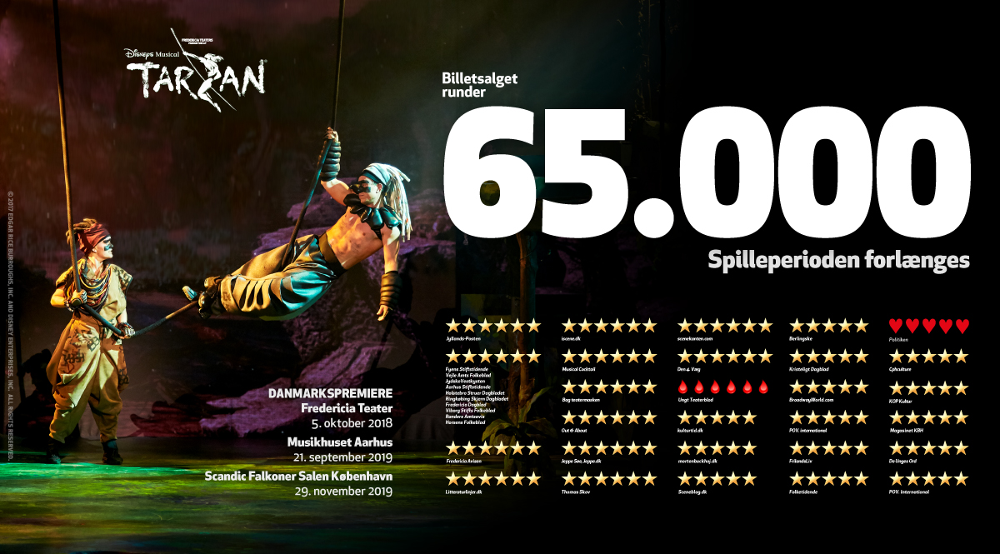 FREDERICIA TEATERS
Disneys Musical
TARZAN
© 2017 EDGAR RICE BURROUGHS, INC. AND DISNEY ENTERPRISES, INC. ALL RIGHTS RESERVED.
DANMARKSPREMIERE
Fredericia Teater
5. oktober 2018
Musikhuset Aarhus
21. september 2019
Scandic Falkoner Salen København
29. november 2019
Billetsalget
runder
65.000
Spilleperioden forlænges
Jyllands-Posten
iscene.dk
scenekanten.com
Berlingske
Politiken
Fyens Stiftstidende
Vejle Amts Folkeblad
JydskeVestkysten
Aarhus Stiftstidende
Holstebro Struer Dagbladet
Ringkøbing Skjern Dagbladet
Fredericia Dagblad
Viborg Stifts Folkeblad
Randers Amtsavis
Horsens Folkeblad
Musical Cocktail
Den 4. Væg
Kristeligt Dagblad
Cphculture
Bag teatermasken
Ungt Teaterblad
BroadwayWorld.com
KOP Kultur
Out & About
kulturtid.dk
POV. international
Magasinet KBH
Fredericia Avisen
Jeppe Søe, Jeppe.dk
mortenbuckhoj.dk
FrilandsLiv
De Unges Ord
Litteraturlinjer.dk
Thomas Skov
Sceneblog.dk
Folketidende
POV. International